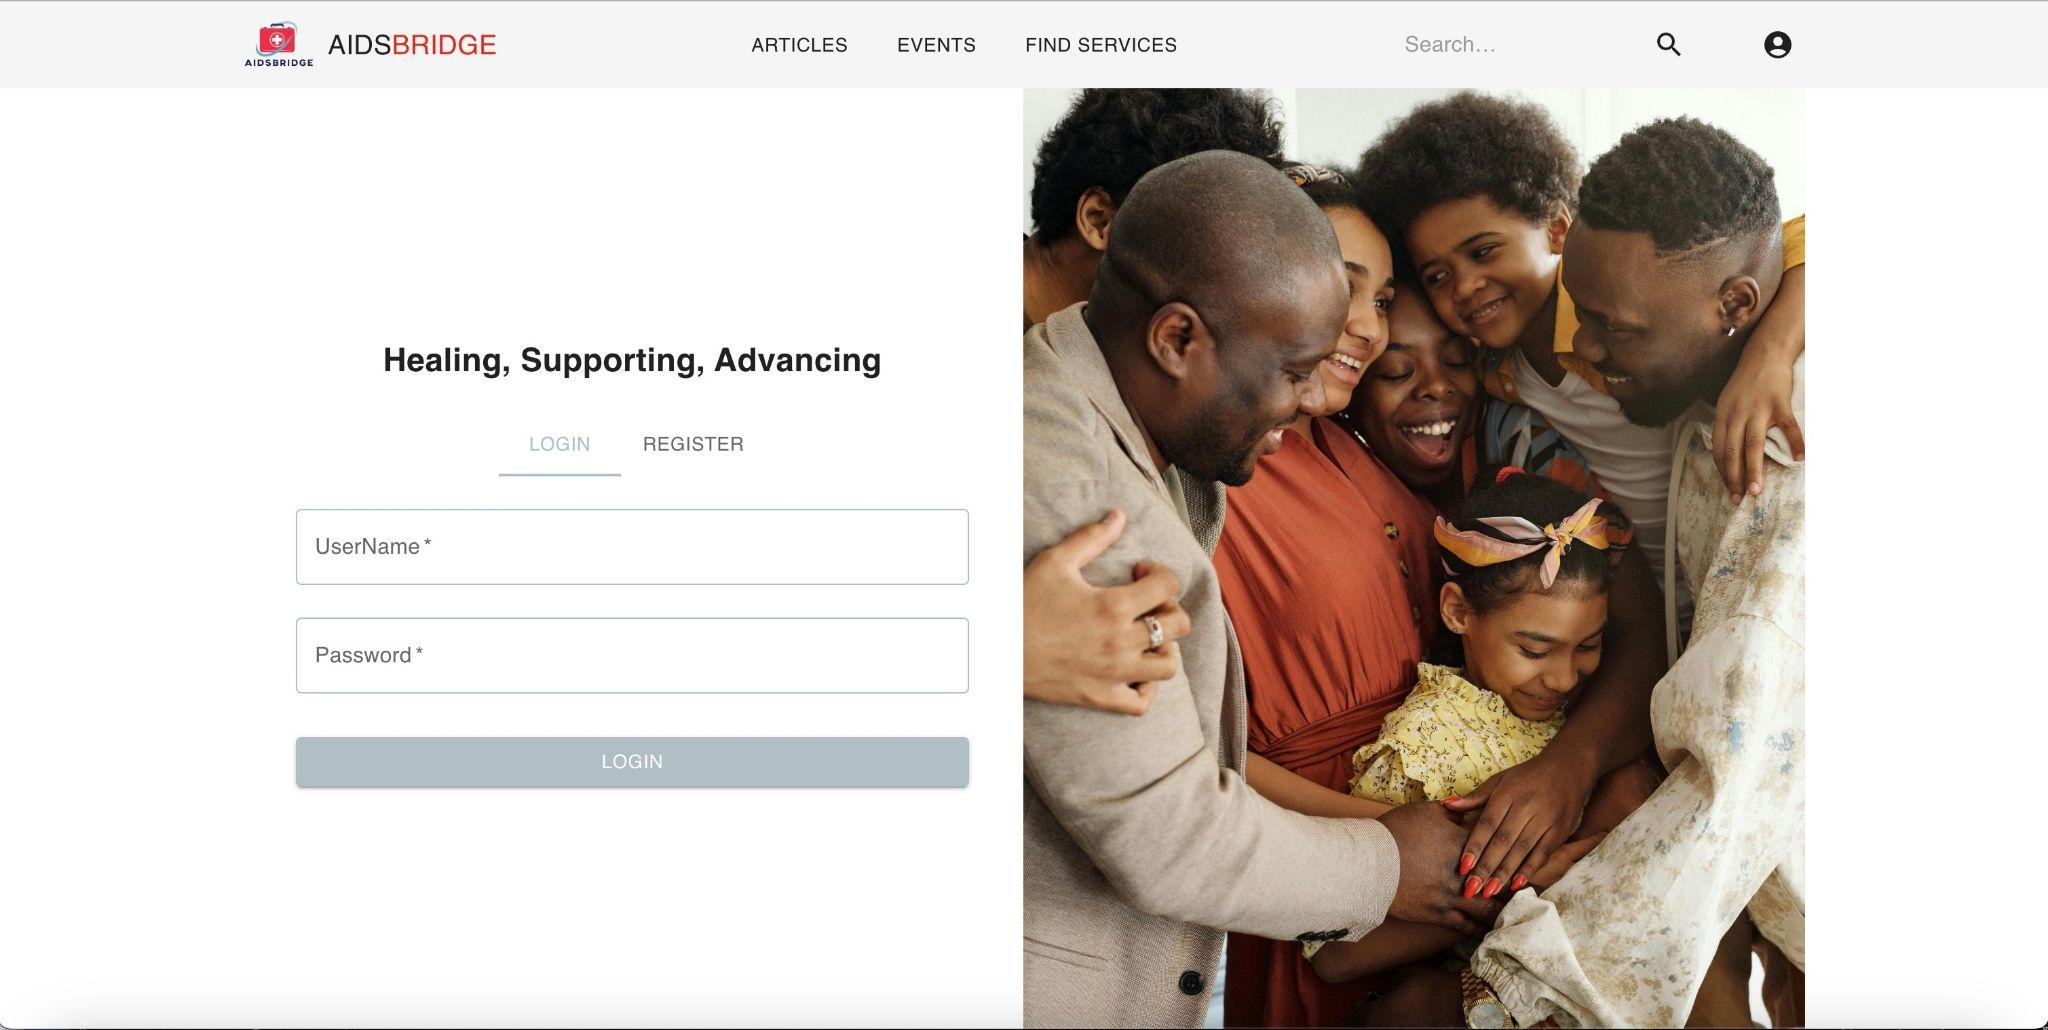 AIDSBRIDGE
AIDSBRIDGE
ARTICLES
EVENTS
FIND SERVICES
Search...
Healing, Supporting, Advancing
LOGIN
REGISTER
UserName *
Password *
LOGIN